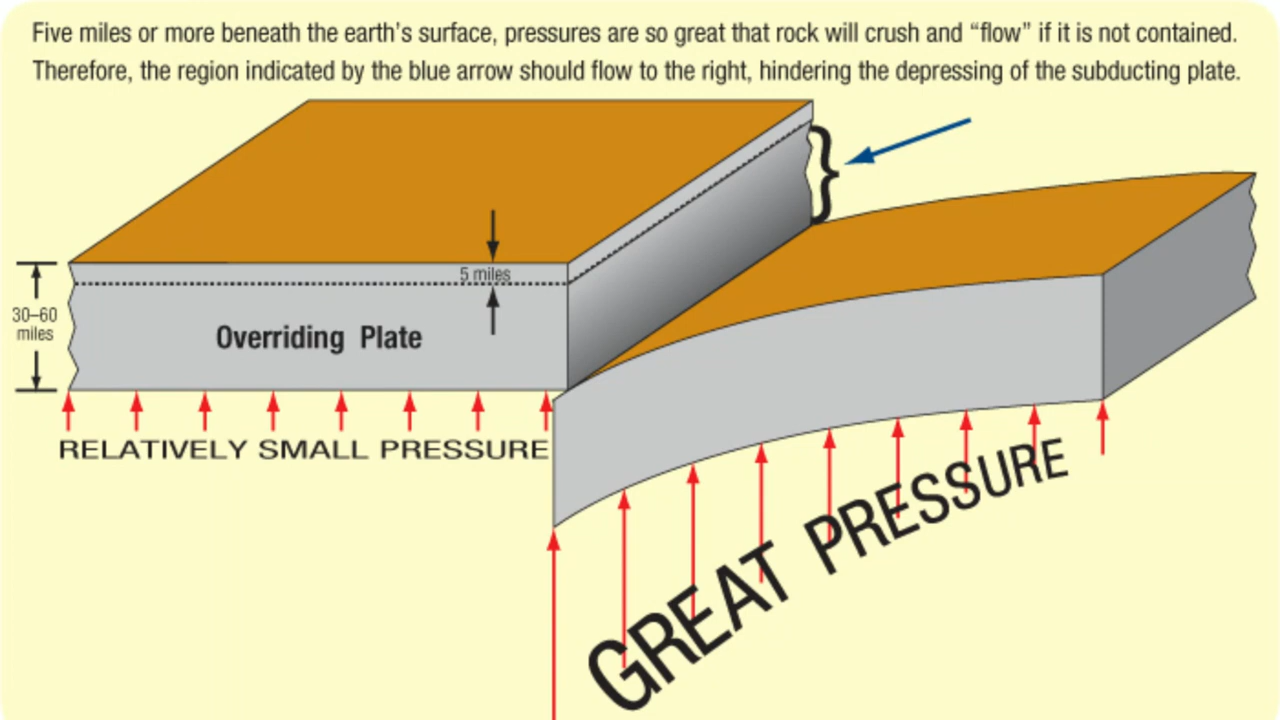 Five miles or more beneath the earth’s surface, pressures are so great that rock will crush and “flow” if it is not contained.
Therefore, the region indicated by the blue arrow should flow to the right, hindering the depressing of the subducting plate.
5 miles
30–60
miles
Overriding Plate
RELATIVELY SMALL PRESSURE
GREAT PRESSURE